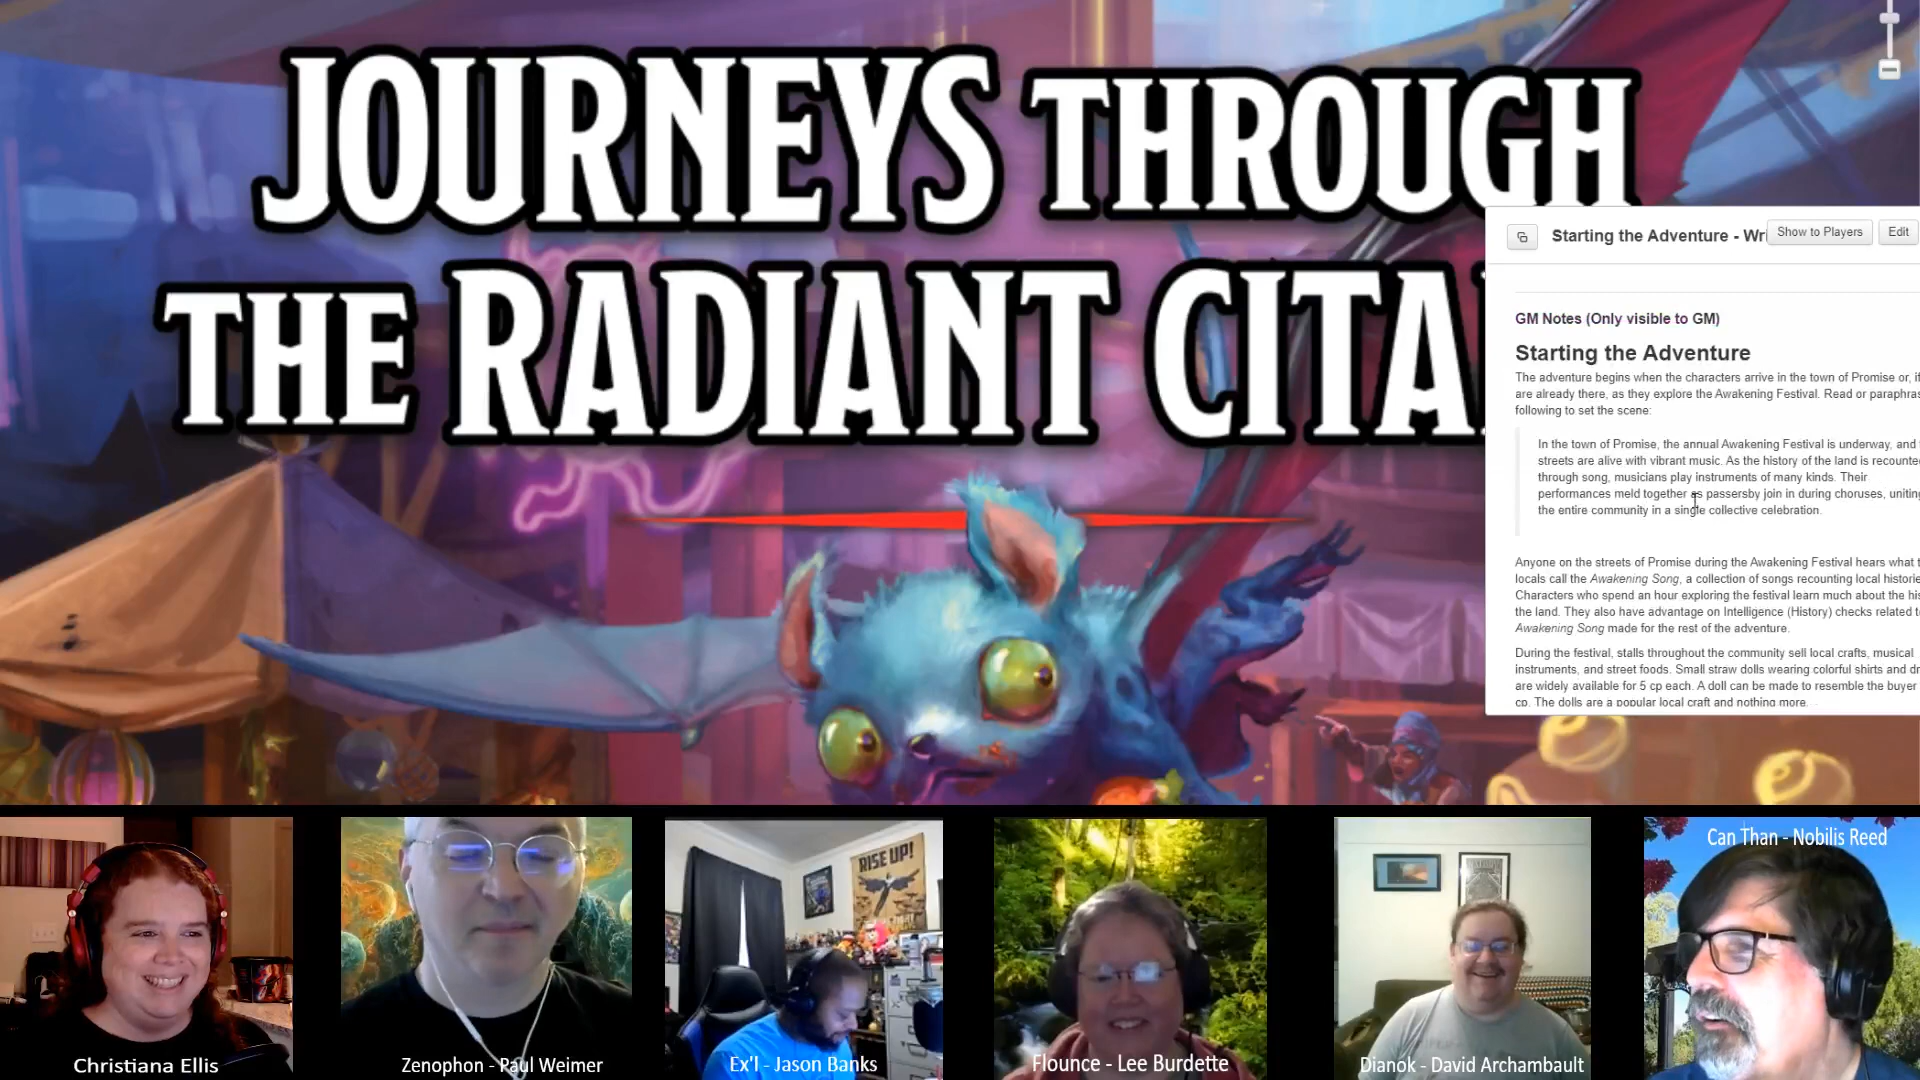 JOURNEYS THROUGH
THE RADIANT CITA
Starting the Adventure - Wri
Show to Players
Edit
GM Notes (Only visible to GM)
Starting the Adventure
The adventure begins when the characters arrive in the town of Promise or, if
are already there, as they explore the Awakening Festival. Read or paraphras
following to set the scene:
In the town of Promise, the annual Awakening Festival is underway, and
streets are alive with vibrant music. As the history of the land is recounted
through song, musicians play instruments of many kinds. Their
performances meld together as passersby join in during choruses, uniting
the entire community in a single collective celebration.
Anyone on the streets of Promise during the Awakening Festival hears what t
locals call the Awakening Song, a collection of songs recounting local historie
Characters who spend an hour exploring the festival learn much about the his
the land. They also have advantage on Intelligence (History) checks related t
Awakening Song made for the rest of the adventure.
During the festival, stalls throughout the community sell local crafts, musical
instruments, and street foods. Small straw dolls wearing colorful shirts and dr
are widely available for 5 cp each. A doll can be made to resemble the buyer
cp. The dolls are a popular local craft and nothing more.
RISE UP!
Can Than - Nobilis Reed
Christiana Ellis
Zenophon - Paul Weimer
Ex'l - Jason Banks
Flounce - Lee Burdette
Dianok - David Archambault